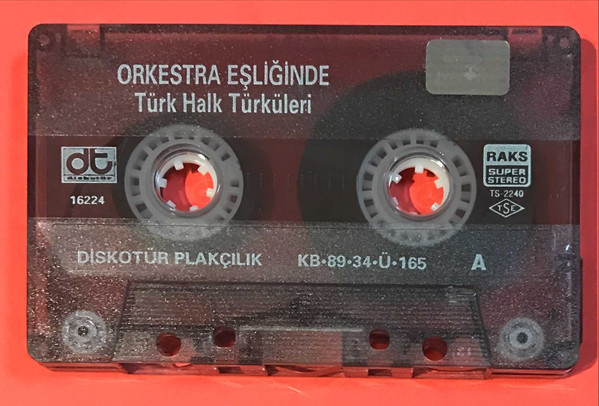 ORKESTRA EŞLİĞİNDE
Türk Halk Türküleri
dt
diskotür
16224
RAKS
SUPER
STEREO
TS-2240
TSE
DİSKOTÜR PLAKÇILIK KB·89·34·Ü·165 A